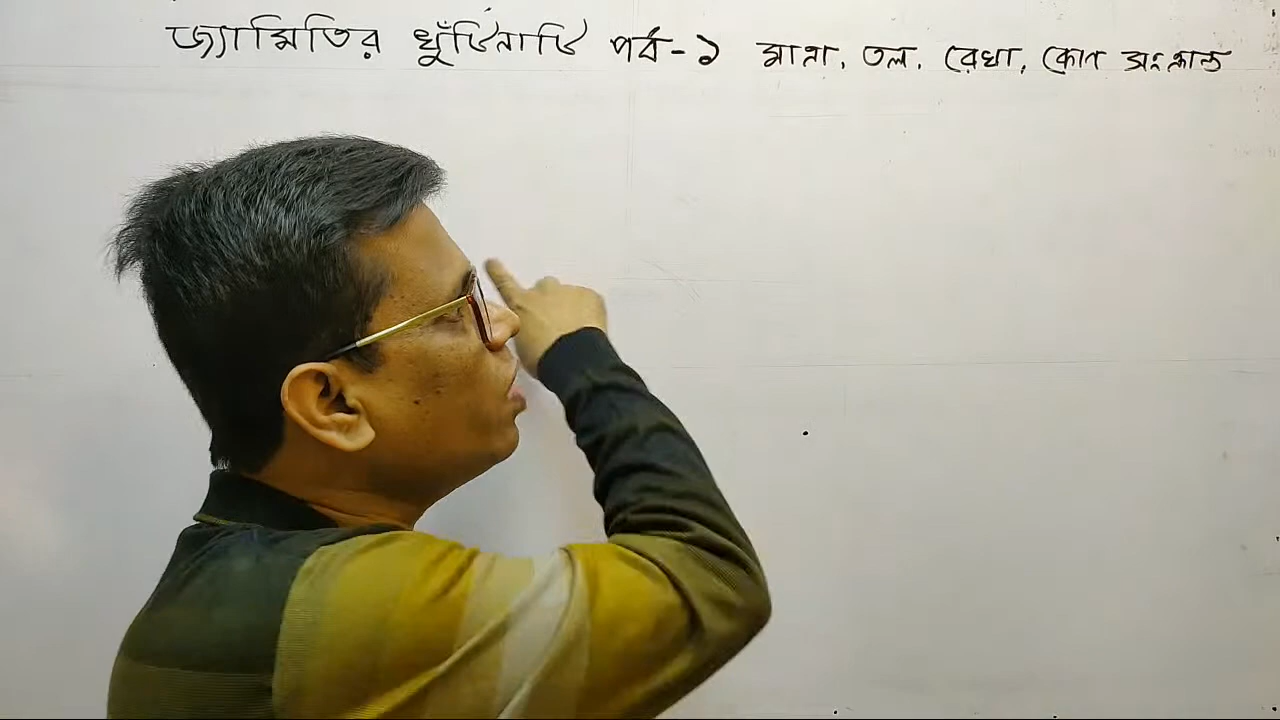 জ্যামিতির খুঁটিনাটি পর্ব-১ মাত্রা, তল, রেখা, কোণ সংক্রান্ত